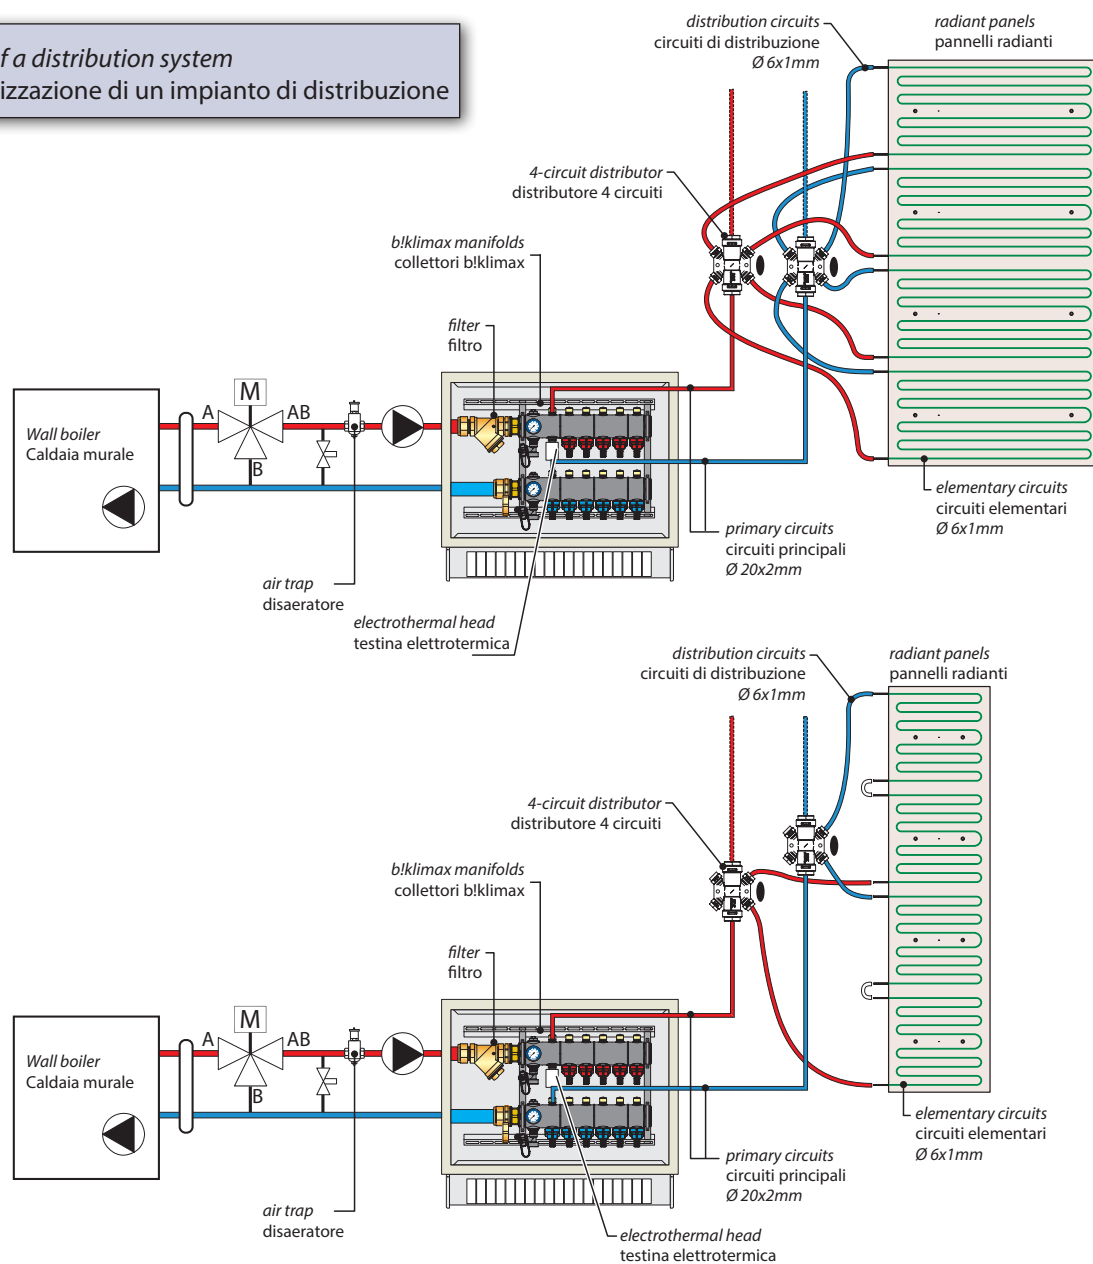 f a distribution system
izzazione di un impianto di distribuzione
distribution circuits
circuiti di distribuzione
Ø 6x1mm
radiant panels
pannelli radianti
4-circuit distributor
distributore 4 circuiti
b!klimax manifolds
collettori b!klimax
filter
filtro
M
A
AB
B
Wall boiler
Caldaia murale
elementary circuits
circuiti elementari
Ø 6x1mm
primary circuits
circuiti principali
Ø 20x2mm
air trap
disaeratore
electrothermal head
testina elettrotermica
distribution circuits
circuiti di distribuzione
Ø 6x1mm
radiant panels
pannelli radianti
4-circuit distributor
distributore 4 circuiti
b!klimax manifolds
collettori b!klimax
filter
filtro
M
A
AB
B
Wall boiler
Caldaia murale
elementary circuits
circuiti elementari
Ø 6x1mm
primary circuits
circuiti principali
Ø 20x2mm
air trap
disaeratore
electrothermal head
testina elettrotermica